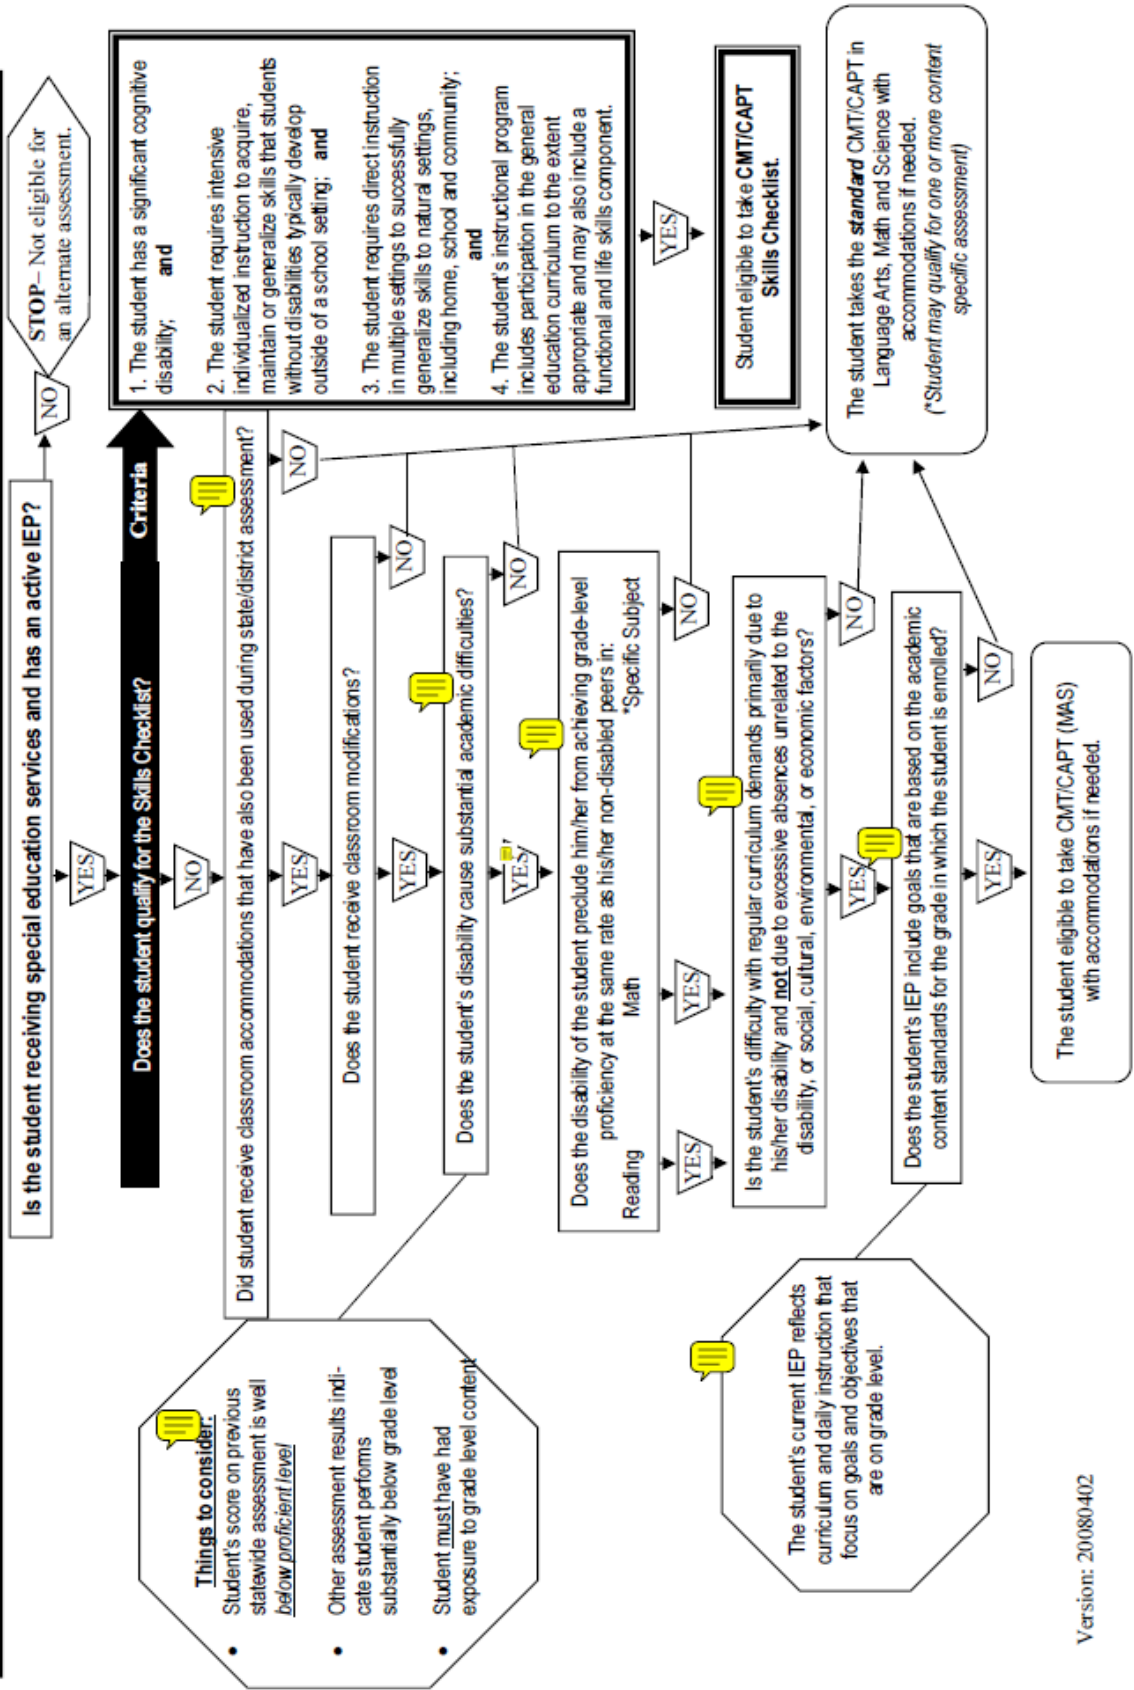 Is the student receiving special education services and has an active IEP?
NO
STOP– Not eligible for
an alternate assessment.
YES
Does the student qualify for the Skills Checklist?
Criteria
1. The student has a significant cognitive
disability; and
2. The student requires intensive
individualized instruction to acquire,
maintain or generalize skills that students
without disabilities typically develop
outside of a school setting; and
3. The student requires direct instruction
in multiple settings to successfully
generalize skills to natural settings,
including home, school and community;
and
4. The student's instructional program
includes participation in the general
education curriculum to the extent
appropriate and may also include a
functional and life skills component.
YES
Student eligible to take CMT/CAPT
Skills Checklist.
NO
Did student receive classroom accommodations that have also been used during state/district assessment?
NO
YES
Does the student receive classroom modifications?
NO
YES
Does the student's disability cause substantial academic difficulties?
NO
YES
Things to consider:
• Student's score on previous
statewide assessment is well
below proficient level
• Other assessment results indi-
cate student performs
substantially below grade level
• Student must have had
exposure to grade level content
Does the disability of the student preclude him/her from achieving grade-level
proficiency at the same rate as his/her non-disabled peers in:
Reading Math *Specific Subject
YES YES NO
Is the student's difficulty with regular curriculum demands primarily due to
his/her disability and not due to excessive absences unrelated to the
disability, or social, cultural, environmental, or economic factors?
YES NO
The student takes the standard CMT/CAPT in
Language Arts, Math and Science with
accommodations if needed.
(*Student may qualify for one or more content
specific assessment)
Does the student's IEP include goals that are based on the academic
content standards for the grade in which the student is enrolled?
YES NO
The student's current IEP reflects
curriculum and daily instruction that
focus on goals and objectives that
are on grade level.
The student eligible to take CMT/CAPT (MAS)
with accommodations if needed.
Version: 20080402